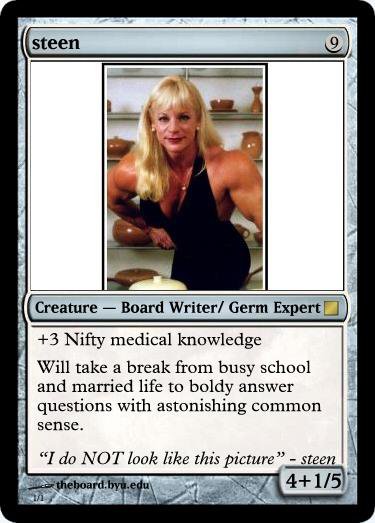 steen 9
Creature — Board Writer/ Germ Expert
+3 Nifty medical knowledge
Will take a break from busy school
and married life to boldy answer
questions with astonishing common
sense.
“I do NOT look like this picture” - steen
theboard.byu.edu
4+1/5
1/1